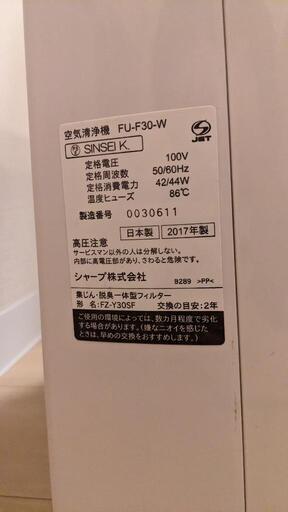 空気清浄機 FU-F30-W
SINSEI K.
JET
定格電圧 100V
定格周波数 50/60Hz
定格消費電力 42/44W
温度ヒューズ 86℃
製造番号 0030611
日本製 2017年製
高圧注意
サービスマン以外の人は分解しない。
内部に高電圧部があり、さわると危険です。
シャープ株式会社 B289 >PP<
集じん・脱臭一体型フィルター
形 名:FZ-Y30SF 交換の目安:2年
ご使用の環境によっては、数カ月程度で劣化
する場合があります。(嫌なニオイを感じた
ときは、早めの交換をおすすめします)